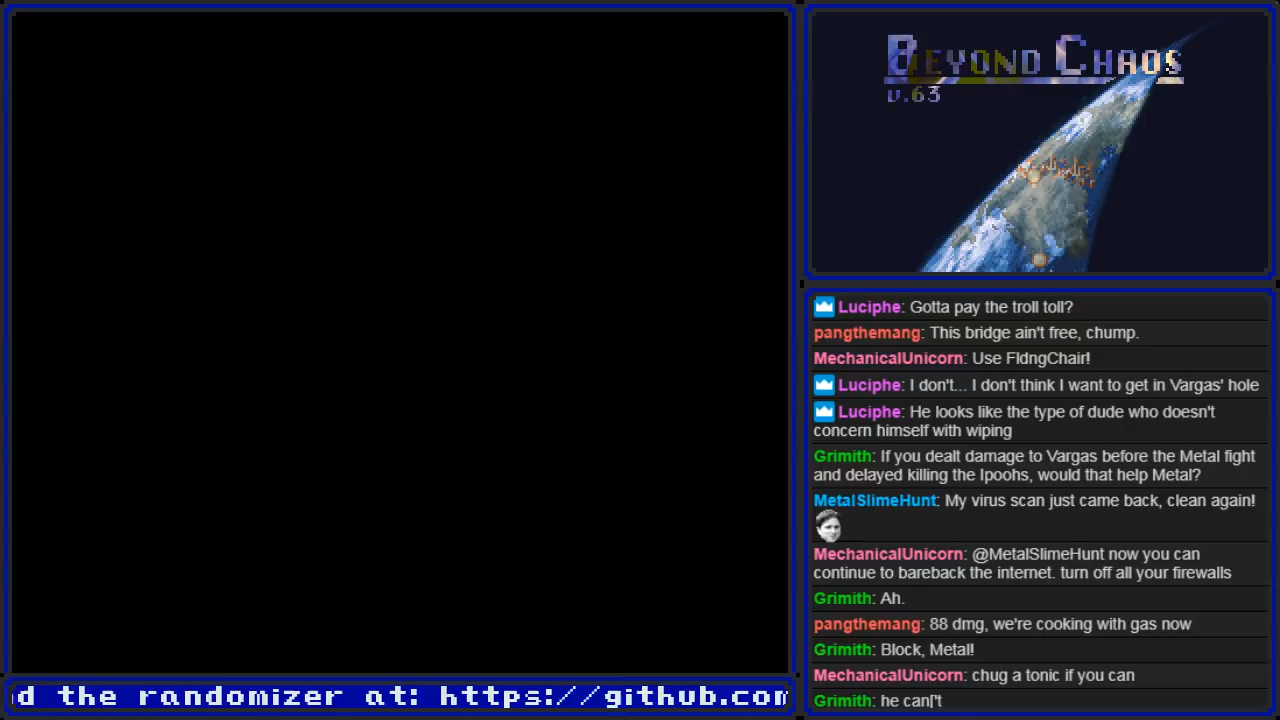 BEYOND CHAOS
v.63
Luciphe: Gotta pay the troll toll?
pangthemang: This bridge ain't free, chump.
MechanicalUnicorn: Use FldngChair!
Luciphe: I don't... I don't think I want to get in Vargas' hole
Luciphe: He looks like the type of dude who doesn't
concern himself with wiping
Grimith: If you dealt damage to Vargas before the Metal fight
and delayed killing the Ipoohs, would that help Metal?
MetalSlimeHunt: My virus scan just came back, clean again!
MechanicalUnicorn: @MetalSlimeHunt now you can
continue to bareback the internet. turn off all your firewalls
Grimith: Ah.
pangthemang: 88 dmg, we're cooking with gas now
Grimith: Block, Metal!
MechanicalUnicorn: chug a tonic if you can
Grimith: he can['t
d the randomizer at: https://github.com